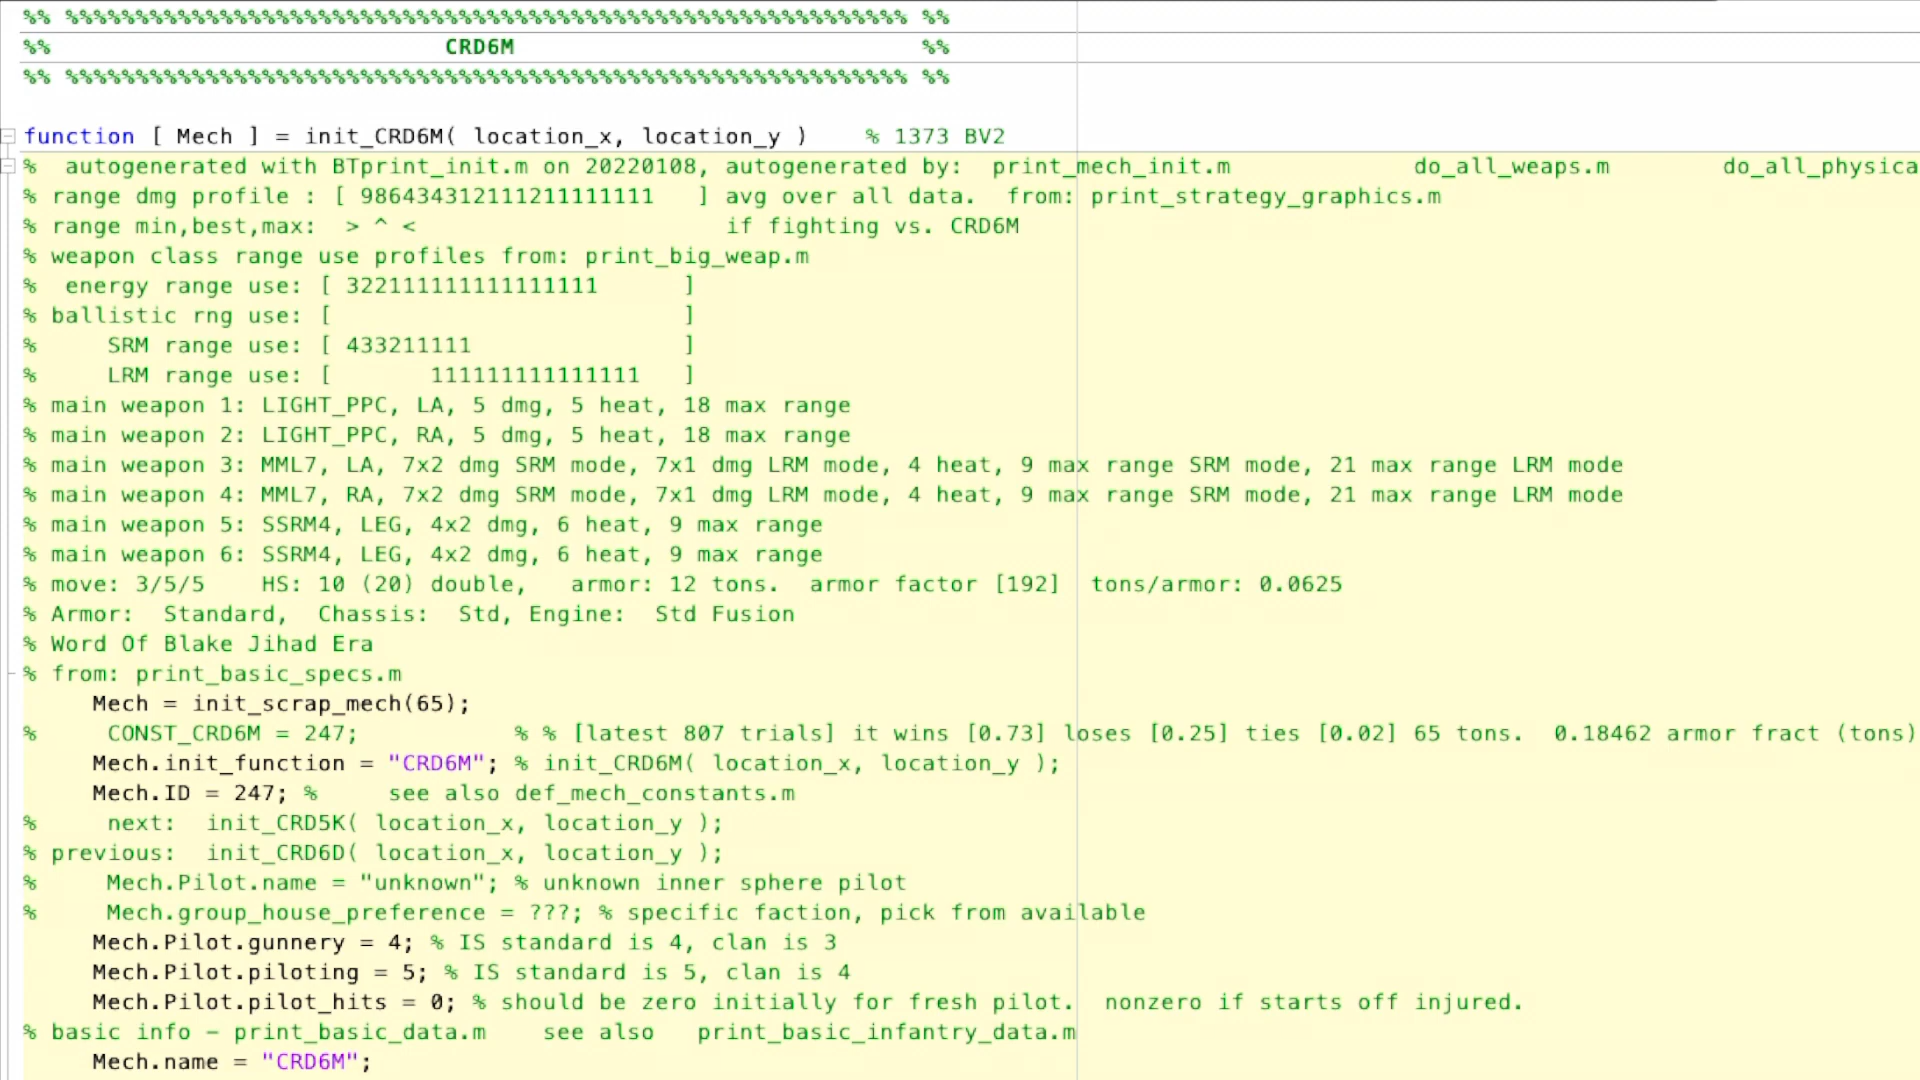 %% %%%%%%%%%%%%%%%%%%%%%%%%%%%%%%%%%%%%%%%%%%%%%%%%%%%%%%%%%%%% %%
%% CRD6M %%
%% %%%%%%%%%%%%%%%%%%%%%%%%%%%%%%%%%%%%%%%%%%%%%%%%%%%%%%%%%%%% %%
function [ Mech ] = init_CRD6M( location_x, location_y ) % 1373 BV2
% autogenerated with BTprint_init.m on 20220108, autogenerated by: print_mech_init.m do_all_weaps.m do_all_physica
% range dmg profile : [ 986434312111211111111 ] avg over all data. from: print_strategy_graphics.m
% range min,best,max: > ^ < if fighting vs. CRD6M
% weapon class range use profiles from: print_big_weap.m
% energy range use: [ 322111111111111111 ]
% ballistic rng use: [ ]
% SRM range use: [ 433211111 ]
% LRM range use: [ 111111111111111 ]
% main weapon 1: LIGHT_PPC, LA, 5 dmg, 5 heat, 18 max range
% main weapon 2: LIGHT_PPC, RA, 5 dmg, 5 heat, 18 max range
% main weapon 3: MML7, LA, 7x2 dmg SRM mode, 7x1 dmg LRM mode, 4 heat, 9 max range SRM mode, 21 max range LRM mode
% main weapon 4: MML7, RA, 7x2 dmg SRM mode, 7x1 dmg LRM mode, 4 heat, 9 max range SRM mode, 21 max range LRM mode
% main weapon 5: SSRM4, LEG, 4x2 dmg, 6 heat, 9 max range
% main weapon 6: SSRM4, LEG, 4x2 dmg, 6 heat, 9 max range
% move: 3/5/5 HS: 10 (20) double, armor: 12 tons. armor factor [192] tons/armor: 0.0625
% Armor: Standard, Chassis: Std, Engine: Std Fusion
% Word Of Blake Jihad Era
% from: print_basic_specs.m
Mech = init_scrap_mech(65);
% CONST_CRD6M = 247; % % [latest 807 trials] it wins [0.73] loses [0.25] ties [0.02] 65 tons. 0.18462 armor fract (tons)
Mech.init_function = "CRD6M"; % init_CRD6M( location_x, location_y );
Mech.ID = 247; % see also def_mech_constants.m
% next: init_CRD5K( location_x, location_y );
% previous: init_CRD6D( location_x, location_y );
% Mech.Pilot.name = "unknown"; % unknown inner sphere pilot
% Mech.group_house_preference = ???; % specific faction, pick from available
Mech.Pilot.gunnery = 4; % IS standard is 4, clan is 3
Mech.Pilot.piloting = 5; % IS standard is 5, clan is 4
Mech.Pilot.pilot_hits = 0; % should be zero initially for fresh pilot. nonzero if starts off injured.
% basic info - print_basic_data.m see also print_basic_infantry_data.m
Mech.name = "CRD6M";